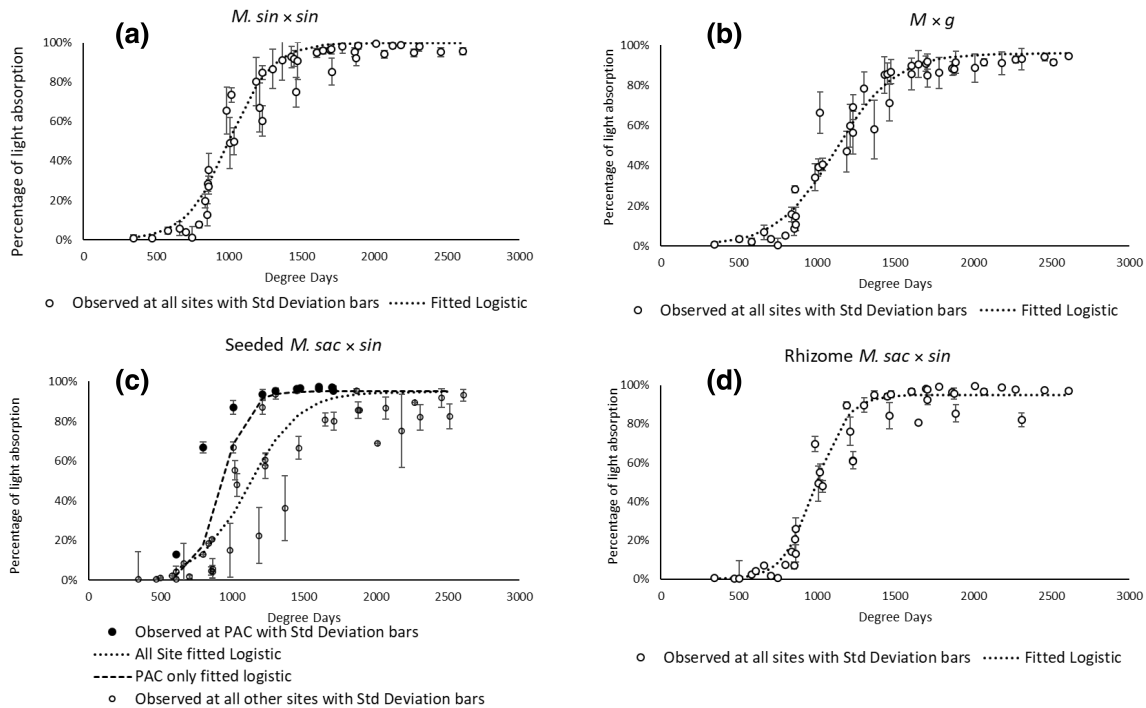 M. sin × sin
(a)
Percentage of light absorption
100%
80%
60%
40%
20%
0%
0 500 1000 1500 2000 2500 3000
Degree Days
Observed at all sites with Std Deviation bars Fitted Logistic
M × g
(b)
Percentage of light absorption
100%
80%
60%
40%
20%
0%
0 500 1000 1500 2000 2500 3000
Degree Days
Observed at all sites with Std Deviation bars Fitted Logistic
Seeded M. sac × sin
(c)
Percentage of light absorption
100%
80%
60%
40%
20%
0%
0 500 1000 1500 2000 2500 3000
Degree Days
Observed at PAC with Std Deviation bars
All Site fitted Logistic
PAC only fitted logistic
Observed at all other sites with Std Deviation bars
Rhizome M. sac × sin
(d)
Percentage of light absorption
100%
80%
60%
40%
20%
0%
0 500 1000 1500 2000 2500 3000
Degree Days
Observed at all sites with Std Deviation bars Fitted Logistic